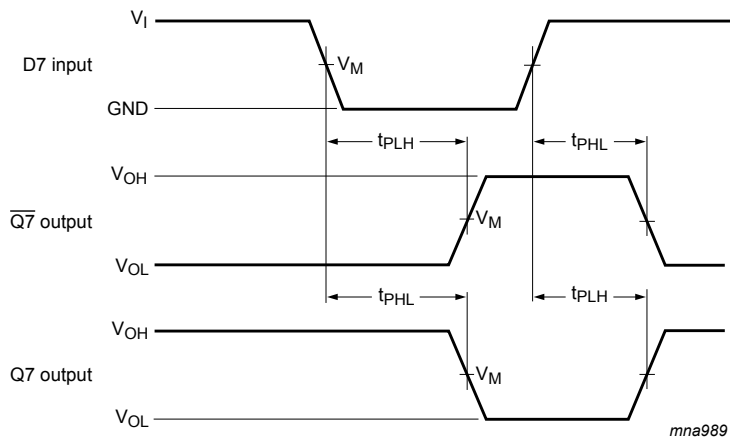 V_I
D7 input
V_M
GND
t_PLH
t_PHL
V_OH
Q̅7̅ output
V_M
V_OL
t_PHL
t_PLH
V_OH
Q7 output
V_M
V_OL
mna989